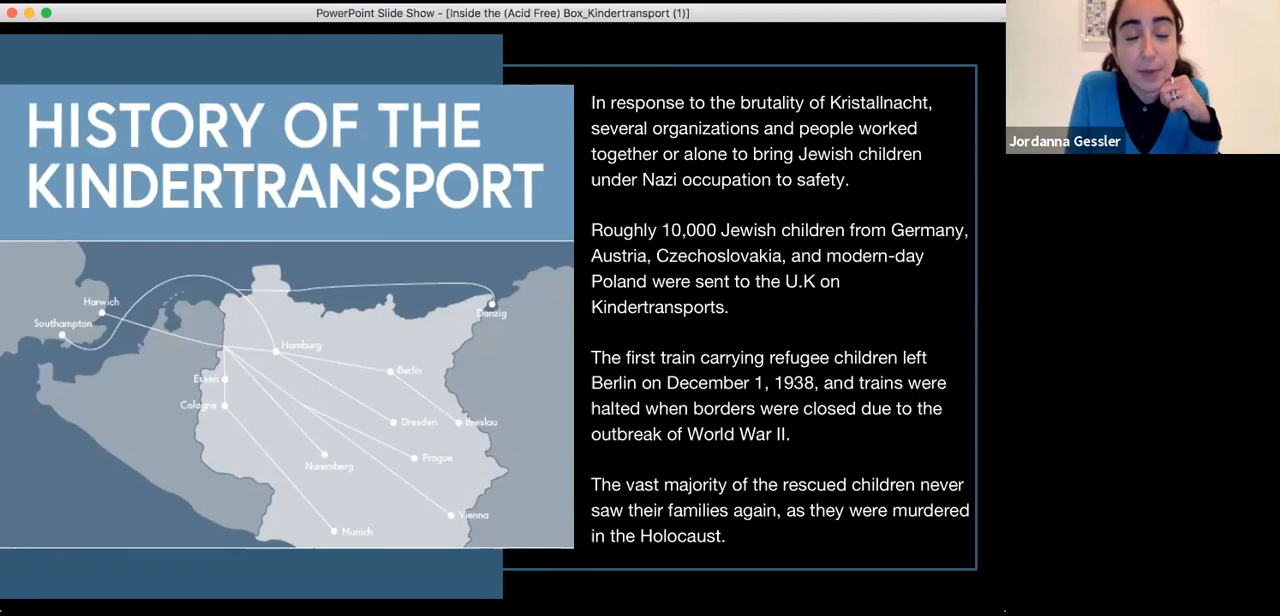 PowerPoint Slide Show - [Inside the (Acid Free) Box_Kindertransport (1)]
HISTORY OF THE
KINDERTRANSPORT
Harwich
Southampton
Danzig
Hamburg
Berlin
Essen
Cologne
Dresden
Breslau
Prague
Nuremberg
Vienna
Munich
In response to the brutality of Kristallnacht,
several organizations and people worked
together or alone to bring Jewish children
under Nazi occupation to safety.
Roughly 10,000 Jewish children from Germany,
Austria, Czechoslovakia, and modern-day
Poland were sent to the U.K on
Kindertransports.
The first train carrying refugee children left
Berlin on December 1, 1938, and trains were
halted when borders were closed due to the
outbreak of World War II.
The vast majority of the rescued children never
saw their families again, as they were murdered
in the Holocaust.
Jordanna Gessler